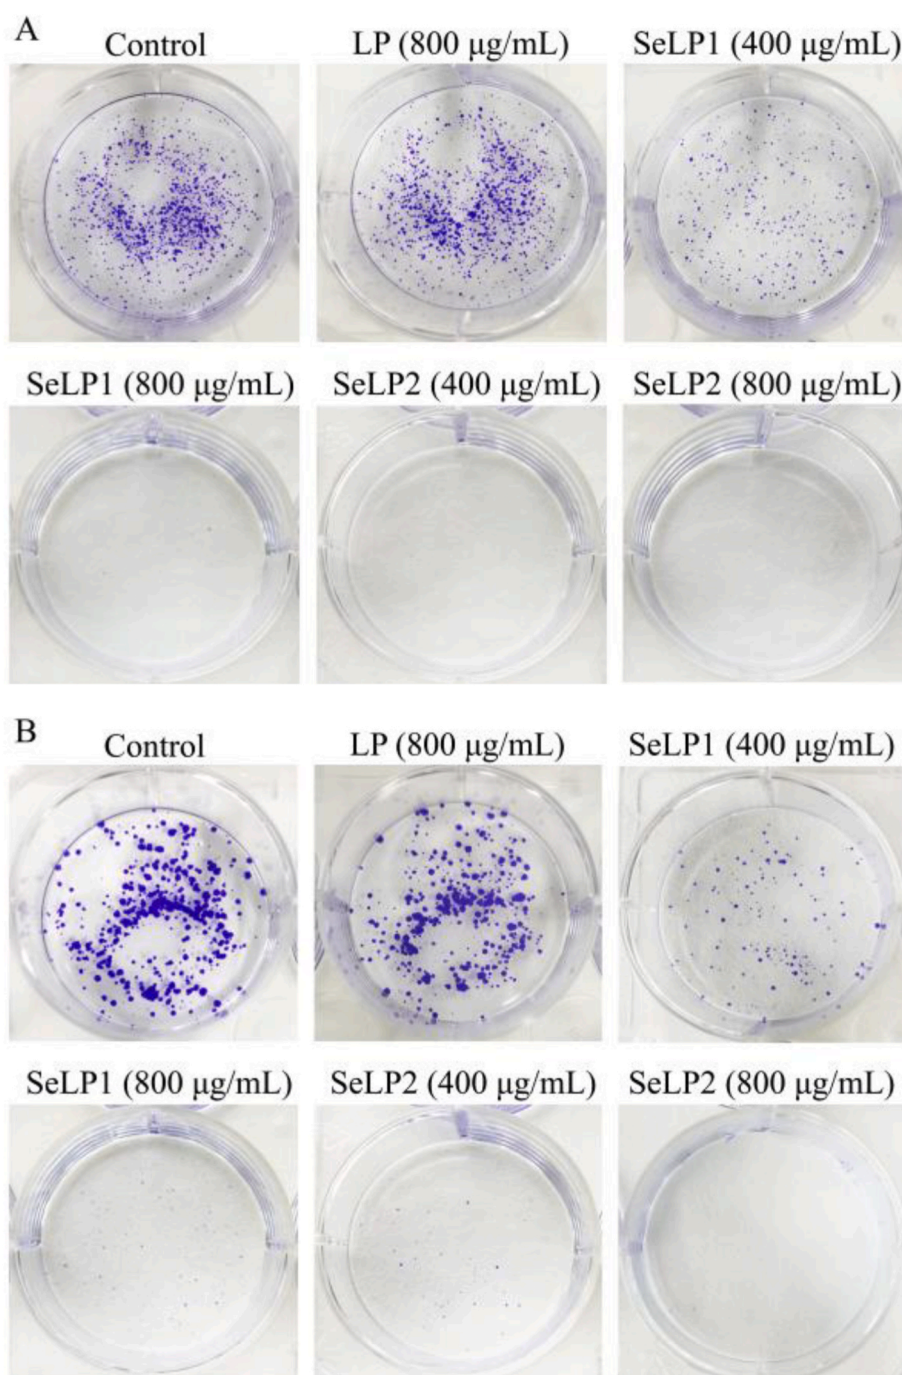 A
Control LP (800 μg/mL) SeLP1 (400 μg/mL)
SeLP1 (800 μg/mL) SeLP2 (400 μg/mL) SeLP2 (800 μg/mL)
B
Control LP (800 μg/mL) SeLP1 (400 μg/mL)
SeLP1 (800 μg/mL) SeLP2 (400 μg/mL) SeLP2 (800 μg/mL)